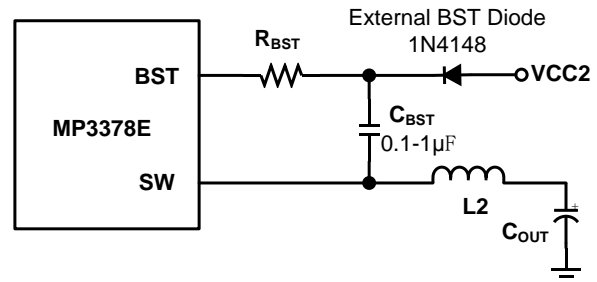 External BST Diode
1N4148
RBST
BST
VCC2
MP3378E
CBST
0.1-1μF
SW
L2
COUT
+